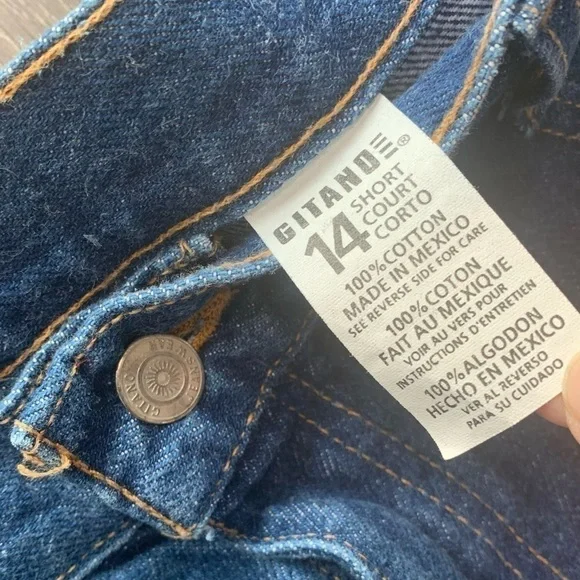 GITANO®
14 SHORT
COURT
CORTO
100% COTTON
MADE IN MEXICO
SEE REVERSE SIDE FOR CARE
100% COTON
FAIT AU MEXIQUE
VOIR AU VERS POUR
INSTRUCTIONS D'ENTRETIEN
100% ALGODON
HECHO EN MEXICO
VER AL REVERSO
PARA SU CUIDADO
GITANO